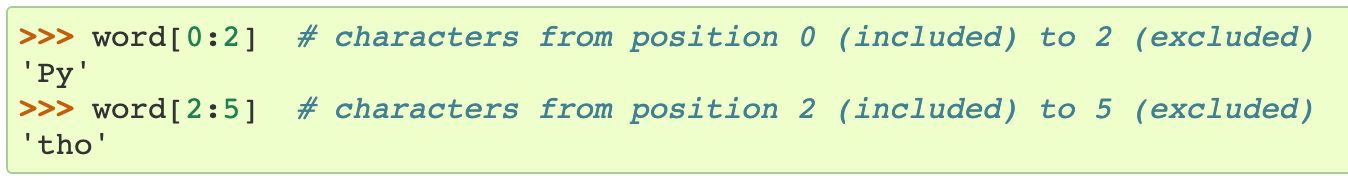 >>> word[0:2]  # characters from position 0 (included) to 2 (excluded)
'Py'
>>> word[2:5]  # characters from position 2 (included) to 5 (excluded)
'tho'